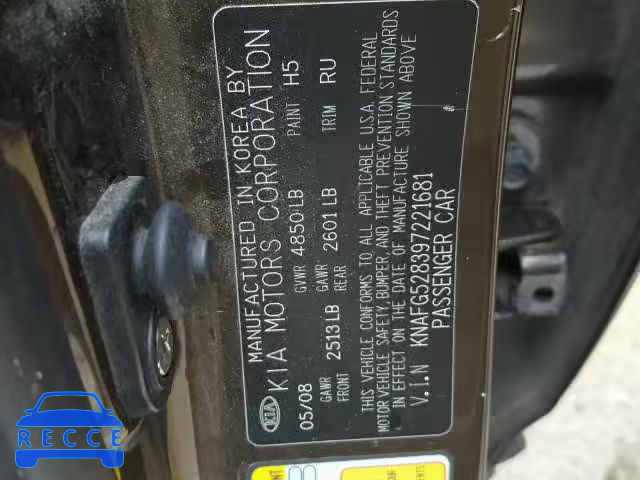 MANUFACTURED IN KOREA BY
KIA KIA MOTORS CORPORATION
05/08 GVWR 4850LB PAINT H5
GAWR FRONT 2513LB GAWR REAR 2601LB TRIM RU
THIS VEHICLE CONFORMS TO ALL APPLICABLE U.S.A. FEDERAL
MOTOR VEHICLE SAFETY, BUMPER, AND THEFT PREVENTION STANDARDS
IN EFFECT ON THE DATE OF MANUFACTURE SHOWN ABOVE
V.I.N KNAFG528397221681
PASSENGER CAR
RECCE